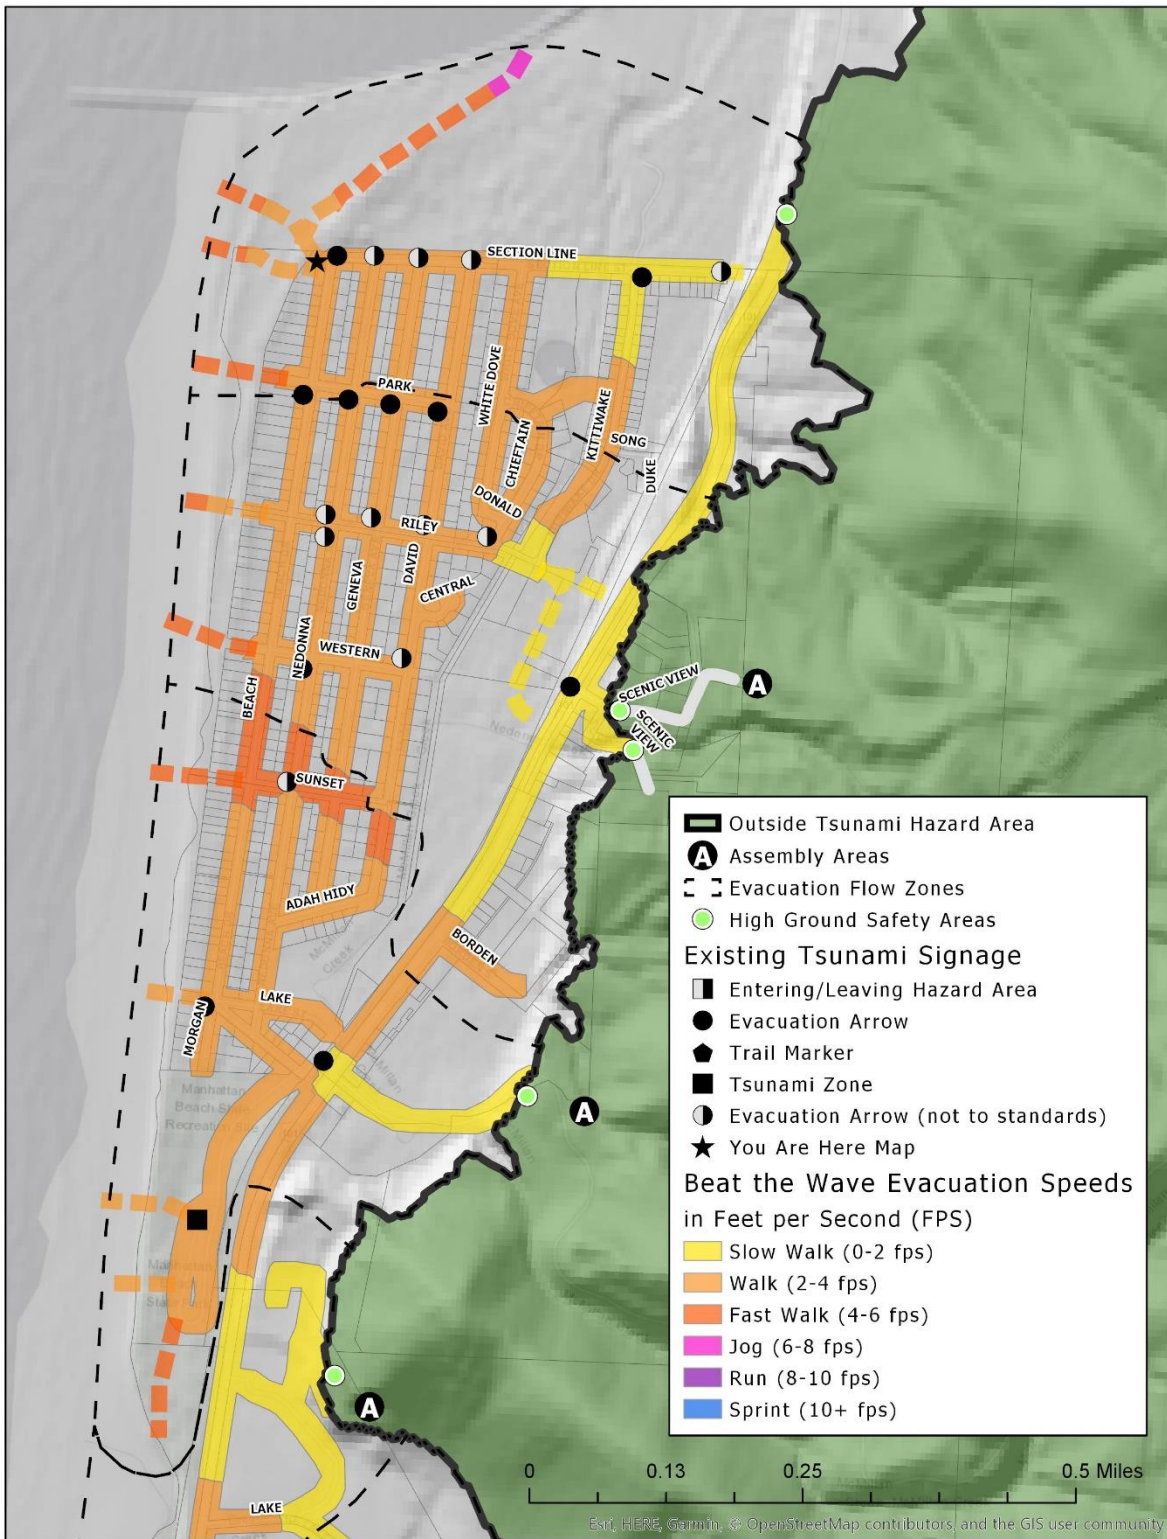 SECTION LINE
PARK
WHITE DOVE
CHIEFTAIN
KITTIWAKE
SONG
DUKE
DONALD
RILEY
DAVID
GENEVA
CENTRAL
NEDONNA
WESTERN
BEACH
SCENIC VIEW
A
SCENIC
VIEW
SUNSET
ADAH HIDY
BORDEN
LAKE
MORGAN
Manhattan
Beach State
Recreation Site
A
A
LAKE
Outside Tsunami Hazard Area
A Assembly Areas
Evacuation Flow Zones
High Ground Safety Areas
Existing Tsunami Signage
Entering/Leaving Hazard Area
Evacuation Arrow
Trail Marker
Tsunami Zone
Evacuation Arrow (not to standards)
You Are Here Map
Beat the Wave Evacuation Speeds
in Feet per Second (FPS)
Slow Walk (0-2 fps)
Walk (2-4 fps)
Fast Walk (4-6 fps)
Jog (6-8 fps)
Run (8-10 fps)
Sprint (10+ fps)
0 0.13 0.25 0.5 Miles
Esri, HERE, Garmin, © OpenStreetMap contributors, and the GIS user community